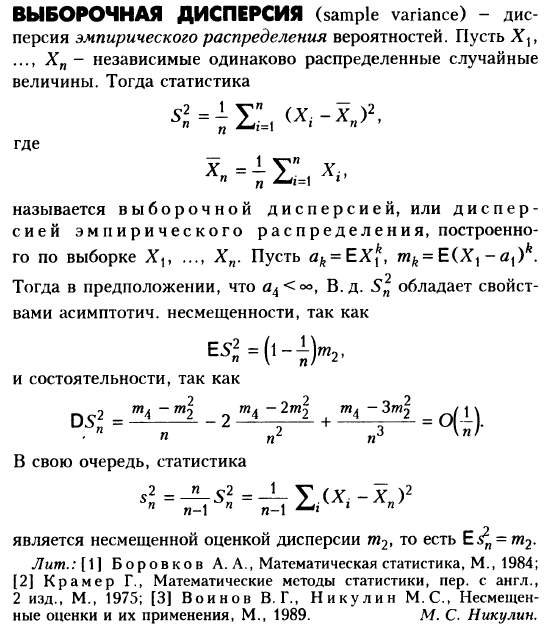 ВЫБОРОЧНАЯ ДИСПЕРСИЯ (sample variance) – дис-
персия эмпирического распределения вероятностей. Пусть X₁,
..., Xₙ – независимые одинаково распределенные случайные
величины. Тогда статистика
S²ₙ = 1/n ∑ⁿᵢ₌₁ (Xᵢ – X̅ₙ)²,
где
X̅ₙ = 1/n ∑ⁿᵢ₌₁ Xᵢ,
называется выборочной дисперсией, или диспер-
сией эмпирического распределения, построенно-
го по выборке X₁, ..., Xₙ. Пусть aₖ = EX₁ᵏ, mₖ = E(X₁ – a₁)ᵏ.
Тогда в предположении, что a₄ < ∞, В. д. S²ₙ обладает свойст-
вами асимптотич. несмещенности, так как
ES²ₙ = (1 – 1/n)m₂,
и состоятельности, так как
DS²ₙ = (m₄ – m₂²)/n – 2 (m₄ – 2m₂²)/n² + (m₄ – 3m₂²)/n³ = O(1/n).
В свою очередь, статистика
s²ₙ = n/(n–1) S²ₙ = 1/(n–1) ∑ᵢ(Xᵢ – X̅ₙ)²
является несмещенной оценкой дисперсии m₂, то есть Es²ₙ = m₂.
Лит.: [1] Боровков А. А., Математическая статистика, М., 1984;
[2] Крамер Г., Математические методы статистики, пер. с англ.,
2 изд., М., 1975; [3] Воинов В. Г., Никулин М. С., Несмещен-
ные оценки и их применения, М., 1989. М. С. Никулин.